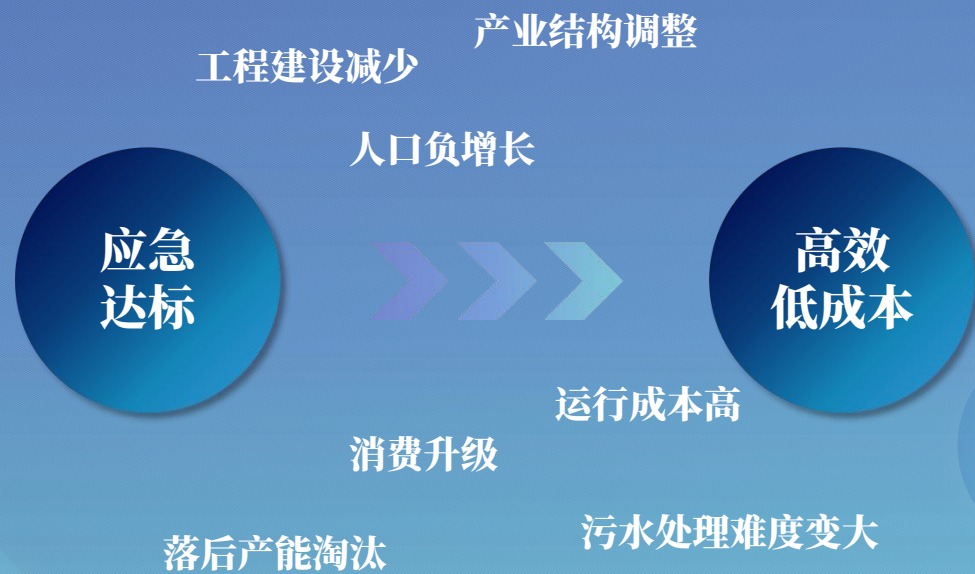 产业结构调整
工程建设减少
人口负增长
应急
达标
高效
低成本
运行成本高
消费升级
污水处理难度变大
落后产能淘汰